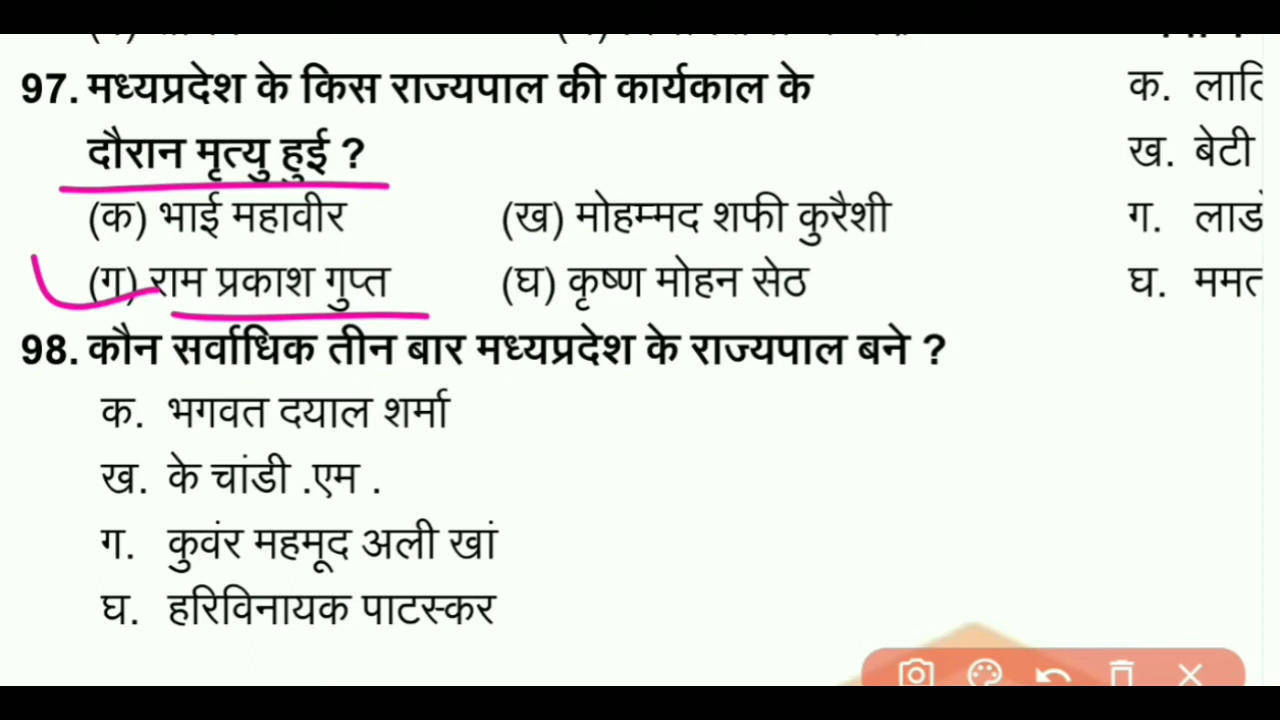 97. मध्यप्रदेश के किस राज्यपाल की कार्यकाल के
दौरान मृत्यु हुई ?
(क) भाई महावीर (ख) मोहम्मद शफी कुरैशी
(ग) राम प्रकाश गुप्त (घ) कृष्ण मोहन सेठ
98. कौन सर्वाधिक तीन बार मध्यप्रदेश के राज्यपाल बने ?
क. भगवत दयाल शर्मा
ख. के चांडी .एम .
ग. कुवंर महमूद अली खां
घ. हरिविनायक पाटस्कर
क.
ख. बेटी
ग.
घ.